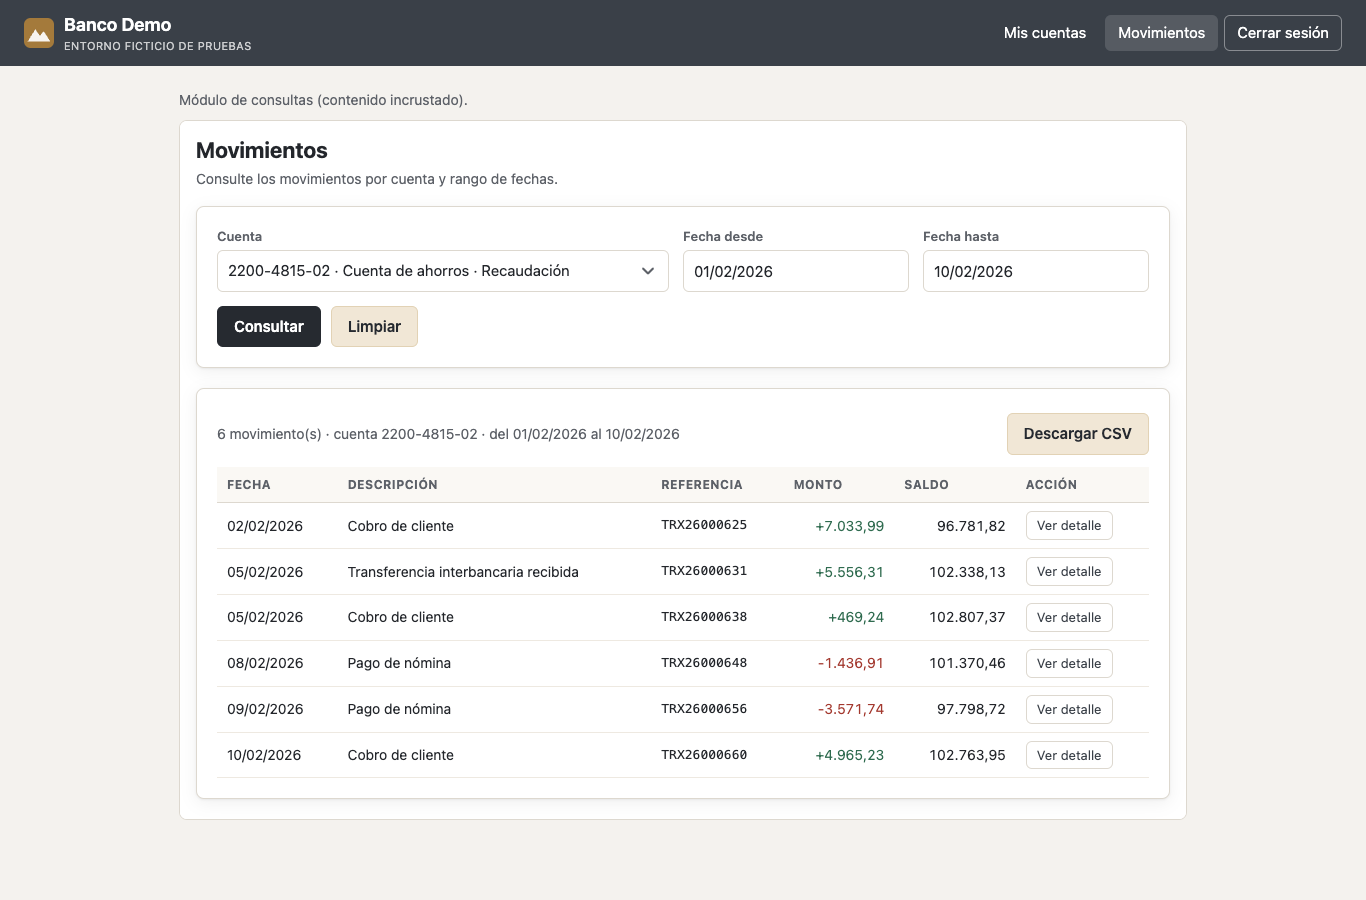 Banco Demo
ENTORNO FICTICIO DE PRUEBAS
Mis cuentas
Movimientos
Cerrar sesión
Módulo de consultas (contenido incrustado).
Movimientos
Consulte los movimientos por cuenta y rango de fechas.
Cuenta Fecha desde Fecha hasta
2200-4815-02 · Cuenta de ahorros · Recaudación 01/02/2026 10/02/2026
Consultar Limpiar
6 movimiento(s) · cuenta 2200-4815-02 · del 01/02/2026 al 10/02/2026 Descargar CSV
FECHA DESCRIPCIÓN REFERENCIA MONTO SALDO ACCIÓN
02/02/2026 Cobro de cliente TRX26000625 +7.033,99 96.781,82 Ver detalle
05/02/2026 Transferencia interbancaria recibida TRX26000631 +5.556,31 102.338,13 Ver detalle
05/02/2026 Cobro de cliente TRX26000638 +469,24 102.807,37 Ver detalle
08/02/2026 Pago de nómina TRX26000648 -1.436,91 101.370,46 Ver detalle
09/02/2026 Pago de nómina TRX26000656 -3.571,74 97.798,72 Ver detalle
10/02/2026 Cobro de cliente TRX26000660 +4.965,23 102.763,95 Ver detalle